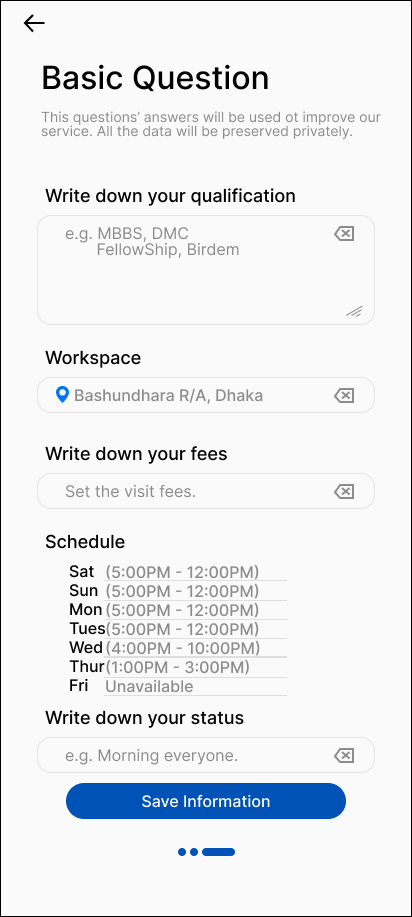 Basic Question
This questions' answers will be used ot improve our
service. All the data will be preserved privately.
Write down your qualification
e.g. MBBS, DMC
FellowShip, Birdem
Workspace
Bashundhara R/A, Dhaka
Write down your fees
Set the visit fees.
Schedule
Sat (5:00PM - 12:00PM)
Sun (5:00PM - 12:00PM)
Mon (5:00PM - 12:00PM)
Tues(5:00PM - 12:00PM)
Wed (4:00PM - 10:00PM)
Thur(1:00PM - 3:00PM)
Fri Unavailable
Write down your status
e.g. Morning everyone.
Save Information